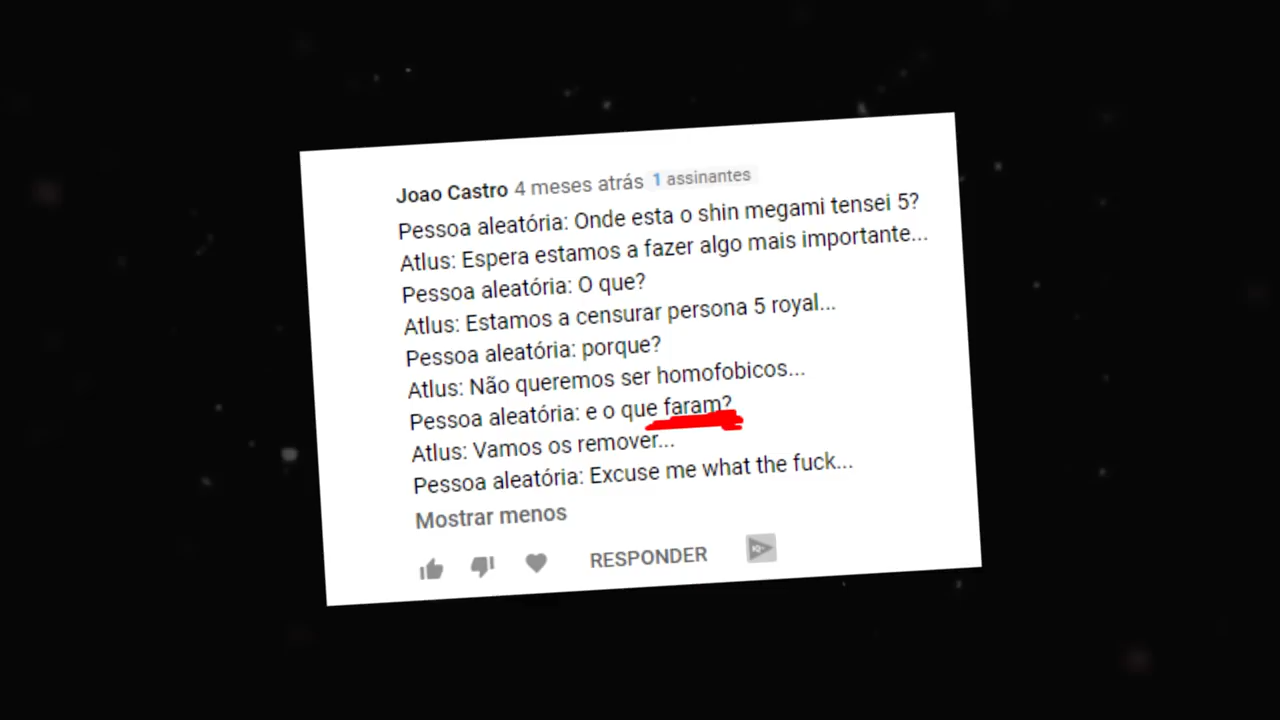 Joao Castro 4 meses atrás 1 assinantes
Pessoa aleatória: Onde esta o shin megami tensei 5?
Atlus: Espera estamos a fazer algo mais importante...
Pessoa aleatória: O que?
Atlus: Estamos a censurar persona 5 royal...
Pessoa aleatória: porque?
Atlus: Não queremos ser homofobicos...
Pessoa aleatória: e o que faram?
Atlus: Vamos os remover...
Pessoa aleatória: Excuse me what the fuck...
Mostrar menos
RESPONDER